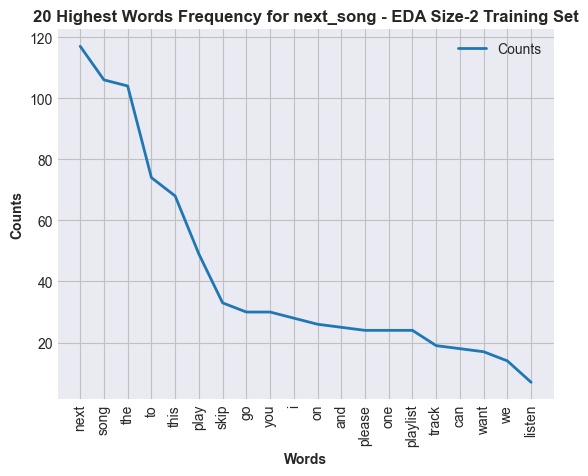 20 Highest Words Frequency for next_song - EDA Size-2 Training Set
Counts
120
100
80
60
40
20
Counts
next
song
the
to
this
play
skip
go
you
i
on
and
please
one
playlist
track
can
want
we
listen
Words